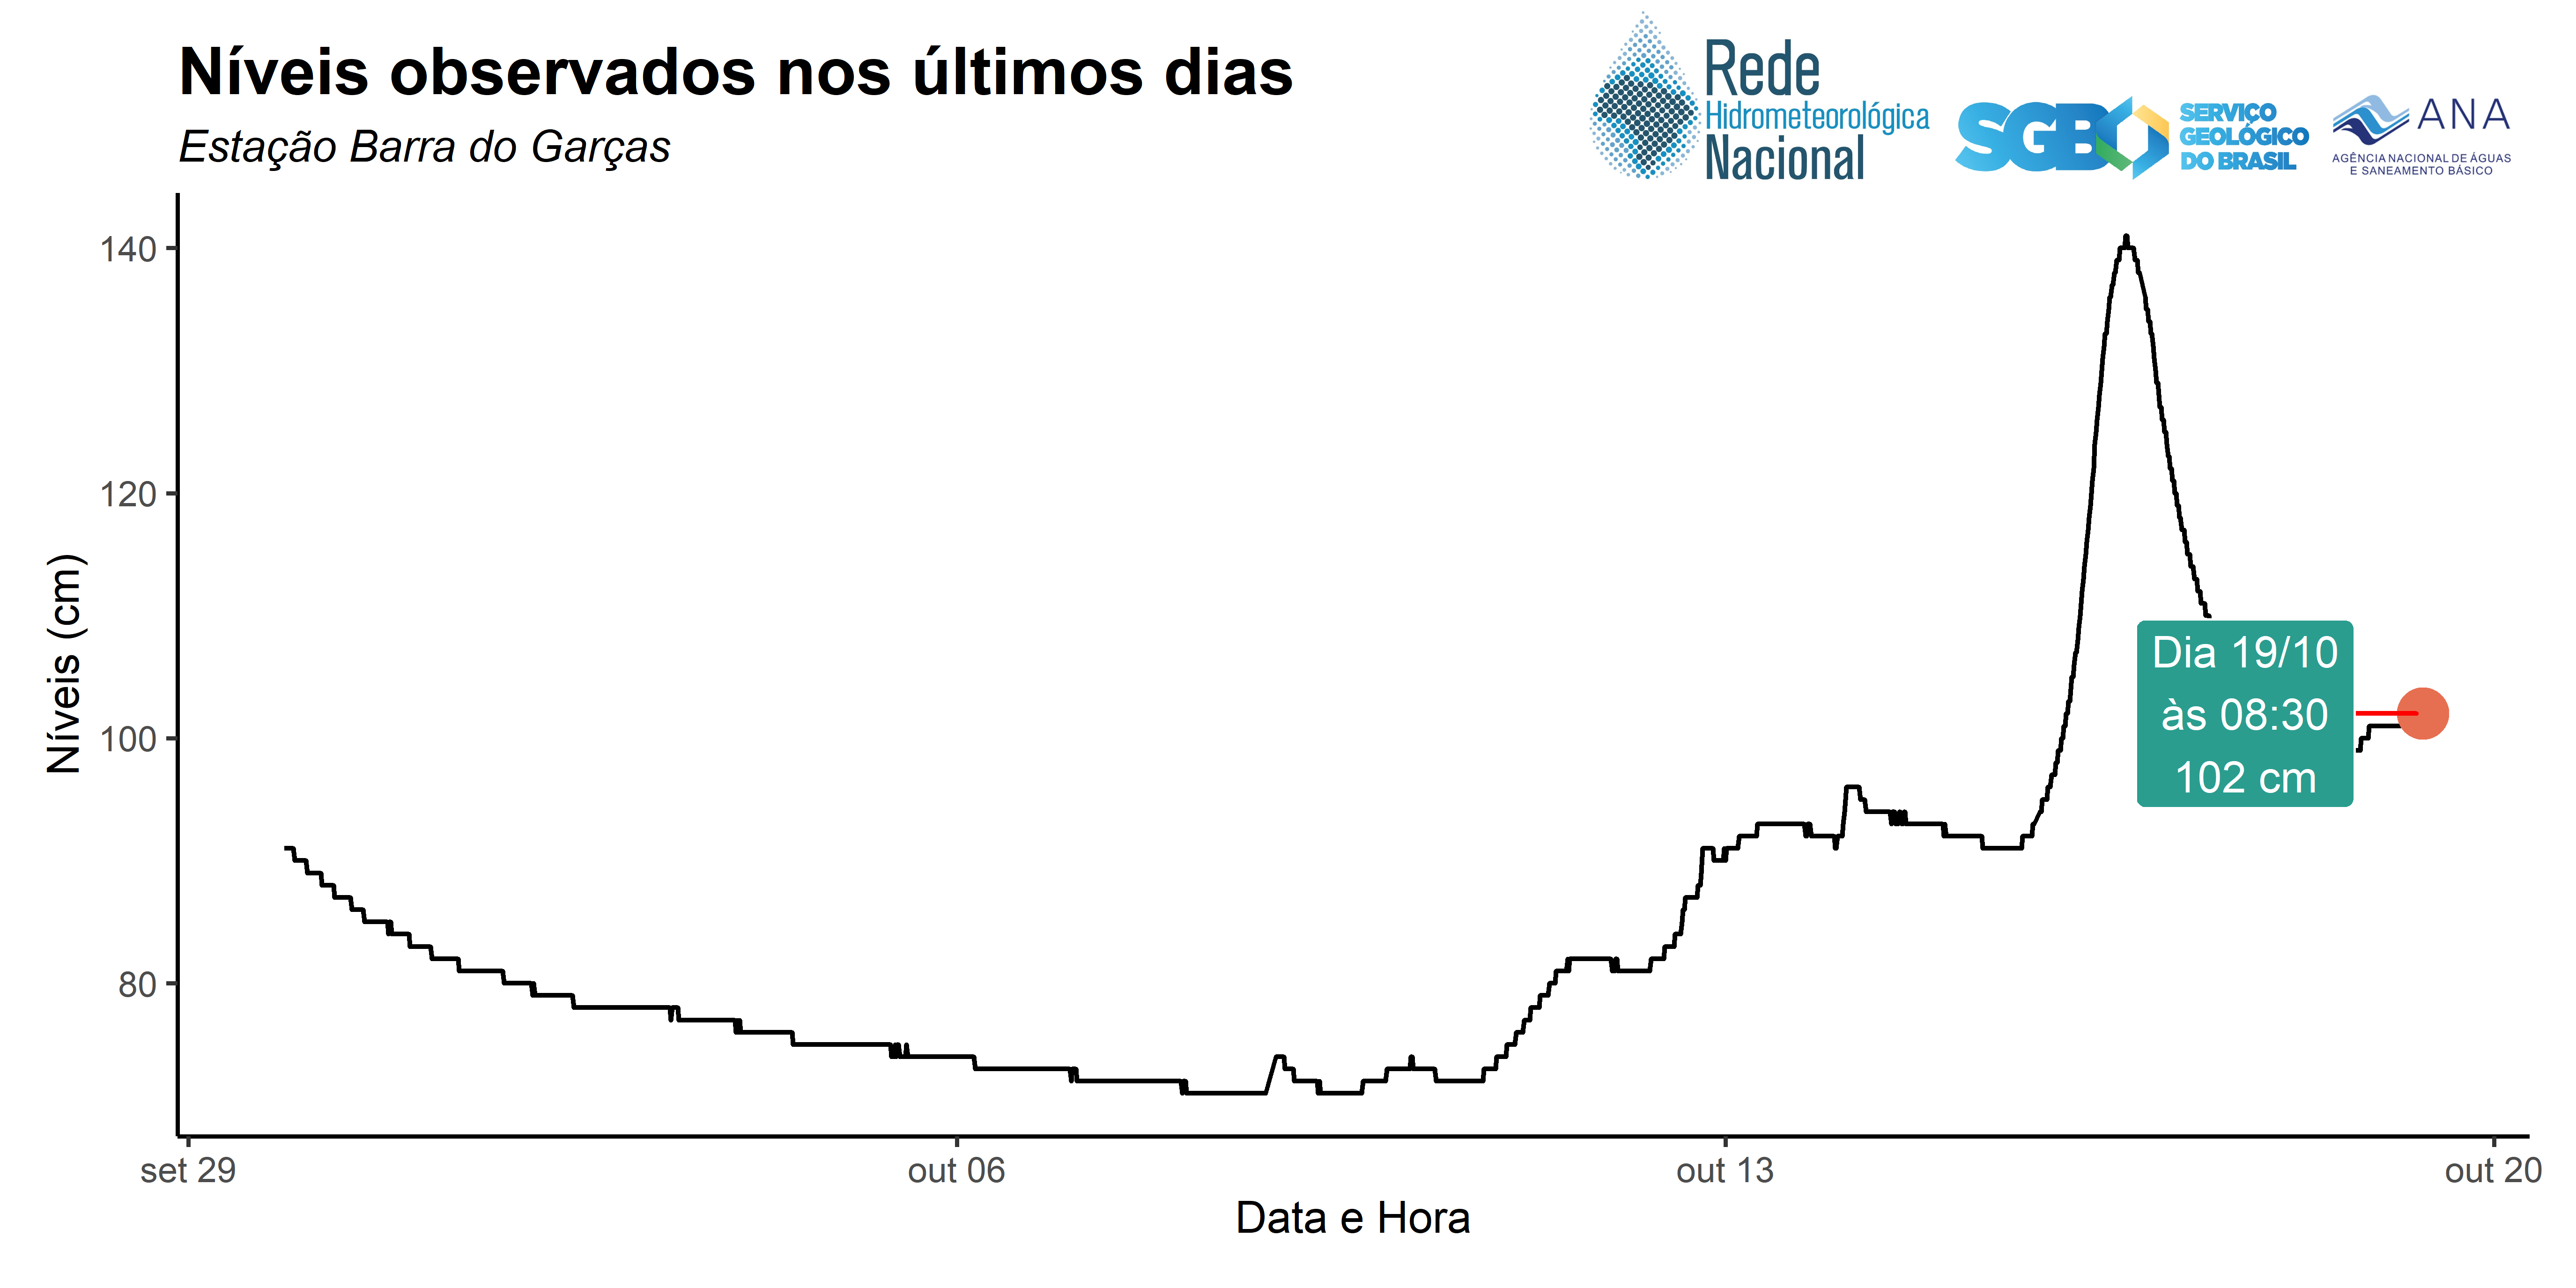 Níveis observados nos últimos dias
Estação Barra do Garças
Rede
Hidrometeorológica
Nacional
SGB
SERVIÇO
GEOLÓGICO
DO BRASIL
ANA
AGÊNCIA NACIONAL DE ÁGUAS
E SANEAMENTO BÁSICO
Níveis (cm)
140
120
100
80
Dia 19/10
às 08:30
102 cm
set 29
out 06
out 13
out 20
Data e Hora